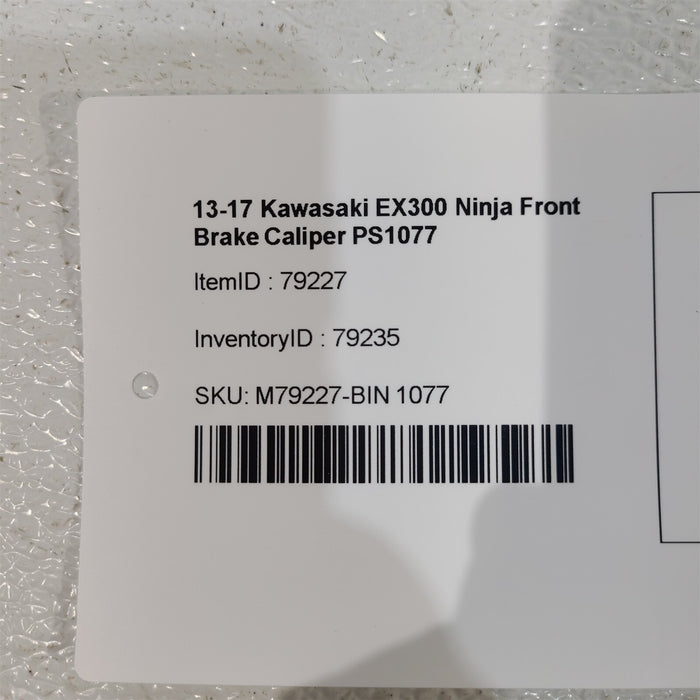 13-17 Kawasaki EX300 Ninja Front
Brake Caliper PS1077
ItemID : 79227
InventoryID : 79235
SKU: M79227-BIN 1077